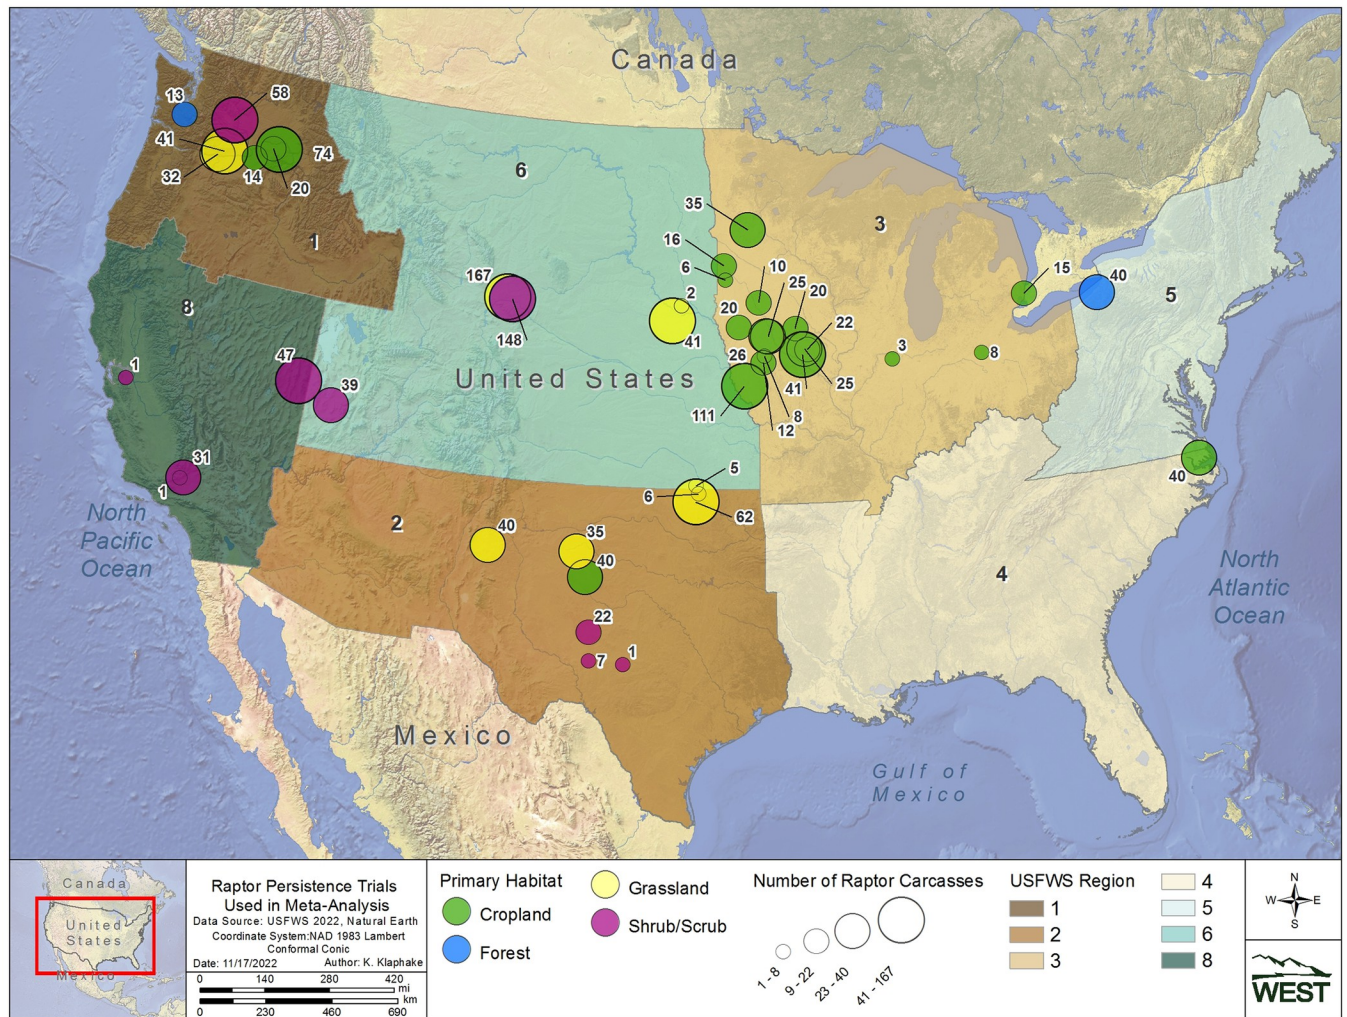 Canada
13
58
41
32
14
74
20
1
6
3
5
35
16
6
10
25
20
15
40
167
148
2
41
20
22
26
3
8
41
25
111
8
12
8
47
39
1
31
1
United States
North
Pacific
Ocean
2
5
6
62
40
35
40
22
7
1
40
4
North
Atlantic
Ocean
Mexico
Gulf of
Mexico
Canada
United
States
Mexico
Raptor Persistence Trials
Used in Meta-Analysis
Data Source: USFWS 2022, Natural Earth
Coordinate System:NAD 1983 Lambert
Conformal Conic
Date: 11/17/2022 Author: K. Klaphake
0 140 280 420
mi
km
0 230 460 690
Primary Habitat
Cropland
Forest
Grassland
Shrub/Scrub
Number of Raptor Carcasses
1 - 8
9 - 22
23 - 40
41 - 167
USFWS Region
1
2
3
4
5
6
8
N
W E
S
WEST